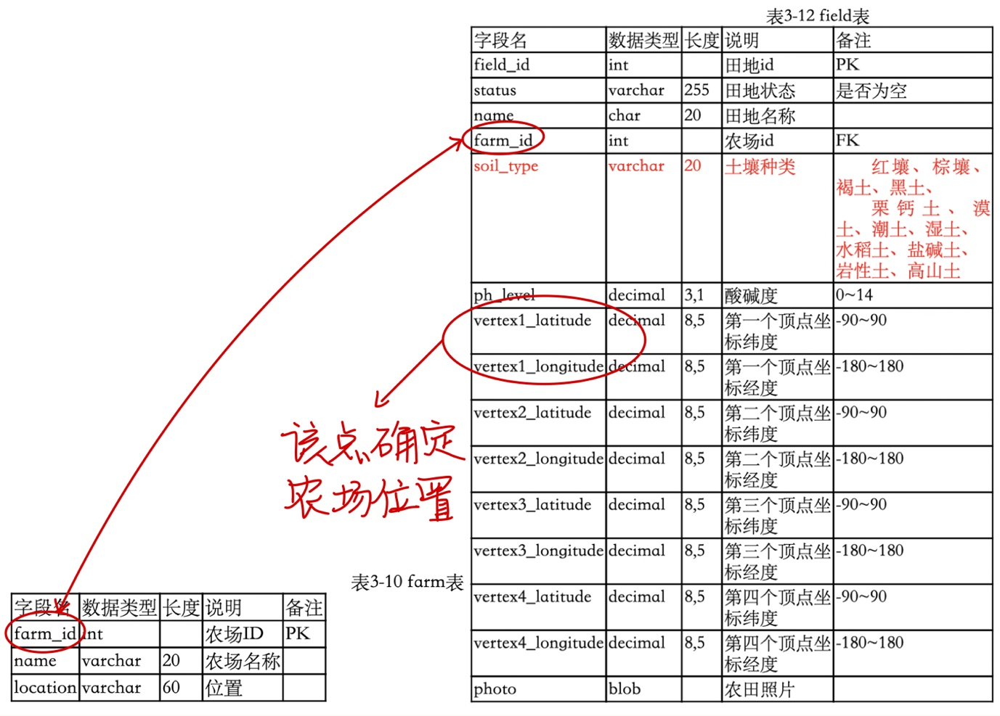 表3-12 field表
字段名 数据类型 长度 说明 备注
field_id int 田地id PK
status varchar 255 田地状态 是否为空
name char 20 田地名称
farm_id int 农场id FK
soil_type varchar 20 土壤种类 红壤、棕壤、
褐土、黑土、
栗钙土、漠
土、潮土、湿土、
水稻土、盐碱土、
岩性土、高山土
ph_level decimal 3,1 酸碱度 0~14
vertex1_latitude decimal 8,5 第一个顶点坐 -90~90
标纬度
vertex1_longitude decimal 8,5 第一个顶点坐 -180~180
标经度
vertex2_latitude decimal 8,5 第二个顶点坐 -90~90
标纬度
vertex2_longitude decimal 8,5 第二个顶点坐 -180~180
标经度
vertex3_latitude decimal 8,5 第三个顶点坐 -90~90
标纬度
vertex3_longitude decimal 8,5 第三个顶点坐 -180~180
标经度
vertex4_latitude decimal 8,5 第四个顶点坐 -90~90
标纬度
vertex4_longitude decimal 8,5 第四个顶点坐 -180~180
标经度
photo blob 农田照片
该点确定
农场位置
表3-10 farm表
字段名 数据类型 长度 说明 备注
farm_id int 农场ID PK
name varchar 20 农场名称
location varchar 60 位置